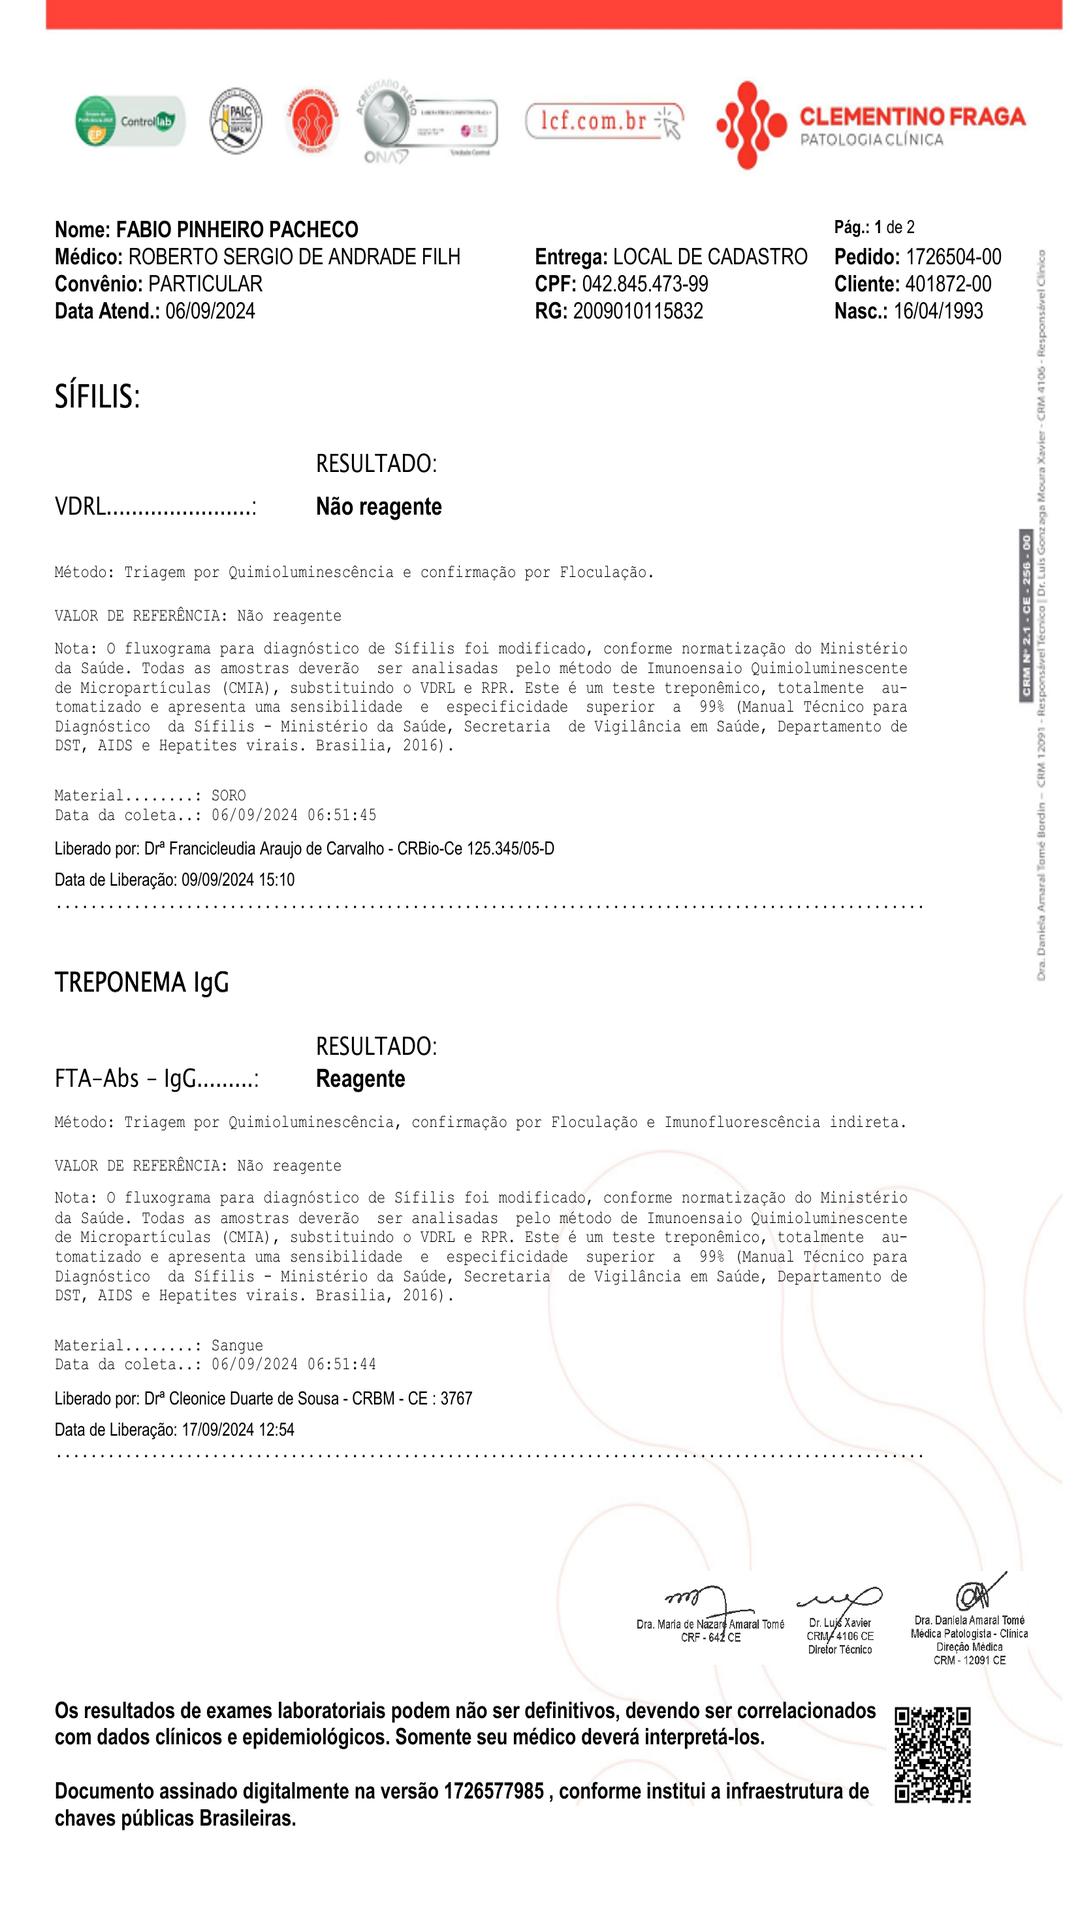 Controllab
PALC
ACREDITADO PLENO
ONA
lcf.com.br
CLEMENTINO FRAGA
PATOLOGIA CLÍNICA
Nome: FABIO PINHEIRO PACHECO
Pág.: 1 de 2
Médico: ROBERTO SERGIO DE ANDRADE FILH
Entrega: LOCAL DE CADASTRO
Pedido: 1726504-00
Convênio: PARTICULAR
CPF: 042.845.473-99
Cliente: 401872-00
Data Atend.: 06/09/2024
RG: 2009010115832
Nasc.: 16/04/1993
CRM Nº 2.1 - CE - 256 - 00
Dra. Daniela Amaral Tomé Bordin – CRM 12091 - Responsável Técnico | Dr. Luis Gonzaga Moura Xavier - CRM 4106 - Responsável Clínico
SÍFILIS:
RESULTADO:
VDRL.......................: Não reagente
Método: Triagem por Quimioluminescência e confirmação por Floculação.
VALOR DE REFERÊNCIA: Não reagente
Nota: O fluxograma para diagnóstico de Sífilis foi modificado, conforme normatização do Ministério
da Saúde. Todas as amostras deverão ser analisadas pelo método de Imunoensaio Quimioluminescente
de Micropartículas (CMIA), substituindo o VDRL e RPR. Este é um teste treponêmico, totalmente au-
tomatizado e apresenta uma sensibilidade e especificidade superior a 99% (Manual Técnico para
Diagnóstico da Sífilis - Ministério da Saúde, Secretaria de Vigilância em Saúde, Departamento de
DST, AIDS e Hepatites virais. Brasilia, 2016).
Material........: SORO
Data da coleta..: 06/09/2024 06:51:45
Liberado por: Drª Francicleudia Araujo de Carvalho - CRBio-Ce 125.345/05-D
Data de Liberação: 09/09/2024 15:10
TREPONEMA IgG
RESULTADO:
FTA-Abs - IgG.........: Reagente
Método: Triagem por Quimioluminescência, confirmação por Floculação e Imunofluorescência indireta.
VALOR DE REFERÊNCIA: Não reagente
Nota: O fluxograma para diagnóstico de Sífilis foi modificado, conforme normatização do Ministério
da Saúde. Todas as amostras deverão ser analisadas pelo método de Imunoensaio Quimioluminescente
de Micropartículas (CMIA), substituindo o VDRL e RPR. Este é um teste treponêmico, totalmente au-
tomatizado e apresenta uma sensibilidade e especificidade superior a 99% (Manual Técnico para
Diagnóstico da Sífilis - Ministério da Saúde, Secretaria de Vigilância em Saúde, Departamento de
DST, AIDS e Hepatites virais. Brasilia, 2016).
Material........: Sangue
Data da coleta..: 06/09/2024 06:51:44
Liberado por: Drª Cleonice Duarte de Sousa - CRBM - CE : 3767
Data de Liberação: 17/09/2024 12:54
Dra. Maria de Nazaré Amaral Tomé
CRF - 642 CE
Dr. Luis Xavier
CRM- 4106 CE
Diretor Técnico
Dra. Daniela Amaral Tomé
Médica Patologista - Clínica
Direção Médica
CRM - 12091 CE
Os resultados de exames laboratoriais podem não ser definitivos, devendo ser correlacionados
com dados clínicos e epidemiológicos. Somente seu médico deverá interpretá-los.
Documento assinado digitalmente na versão 1726577985 , conforme institui a infraestrutura de
chaves públicas Brasileiras.